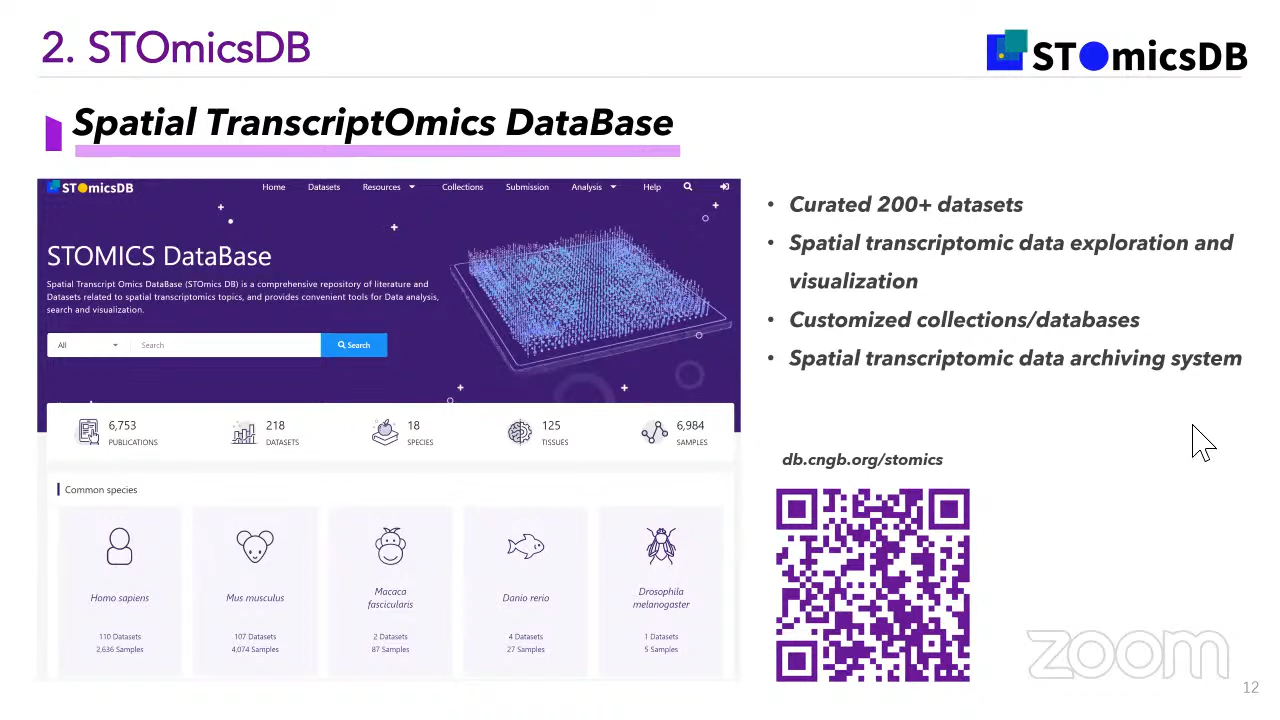 2. STOmicsDB
STOmicsDB
Spatial TranscriptOmics DataBase
STOmicsDB
Home Datasets Resources Collections Submission Analysis Help
STOMICS DataBase
Spatial Transcript Omics DataBase (STOmics DB) is a comprehensive repository of literature and
Datasets related to spatial transcriptomics topics, and provides convenient tools for Data analysis,
search and visualization.
All Search Search
6,753 218 18 125 6,984
PUBLICATIONS DATASETS SPECIES TISSUES SAMPLES
Common species
Homo sapiens Mus musculus Macaca fascicularis Danio rerio Drosophila melanogaster
110 Datasets 107 Datasets 2 Datasets 4 Datasets 1 Datasets
2,636 Samples 4,074 Samples 87 Samples 27 Samples 5 Samples
• Curated 200+ datasets
• Spatial transcriptomic data exploration and
visualization
• Customized collections/databases
• Spatial transcriptomic data archiving system
db.cngb.org/stomics
zoom
12